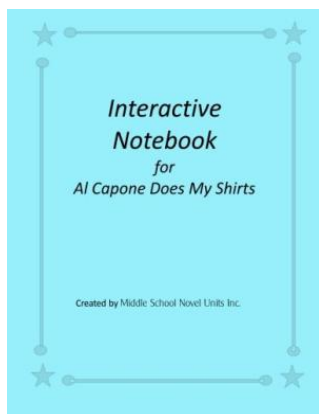 Interactive
Notebook
for
Al Capone Does My Shirts
Created by Middle School Novel Units Inc.